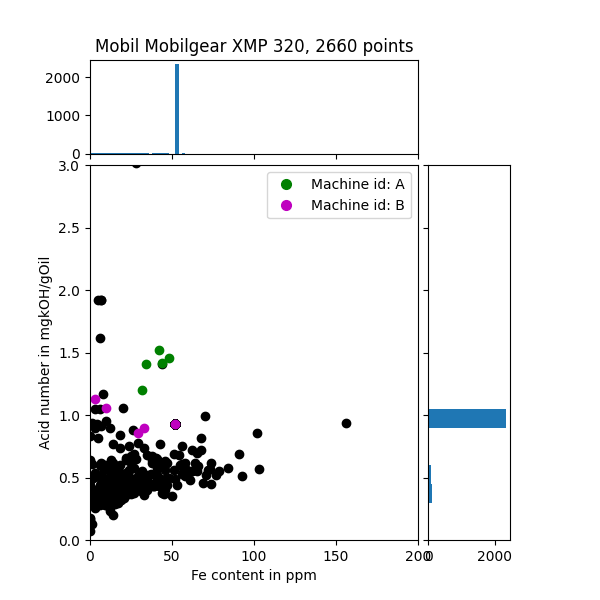 Mobil Mobilgear XMP 320, 2660 points
2000
1000
0
3.0
2.5
2.0
1.5
1.0
0.5
0.0
Acid number in mgkOH/gOil
Machine id: A
Machine id: B
0 50 100 150 200
0 2000
Fe content in ppm